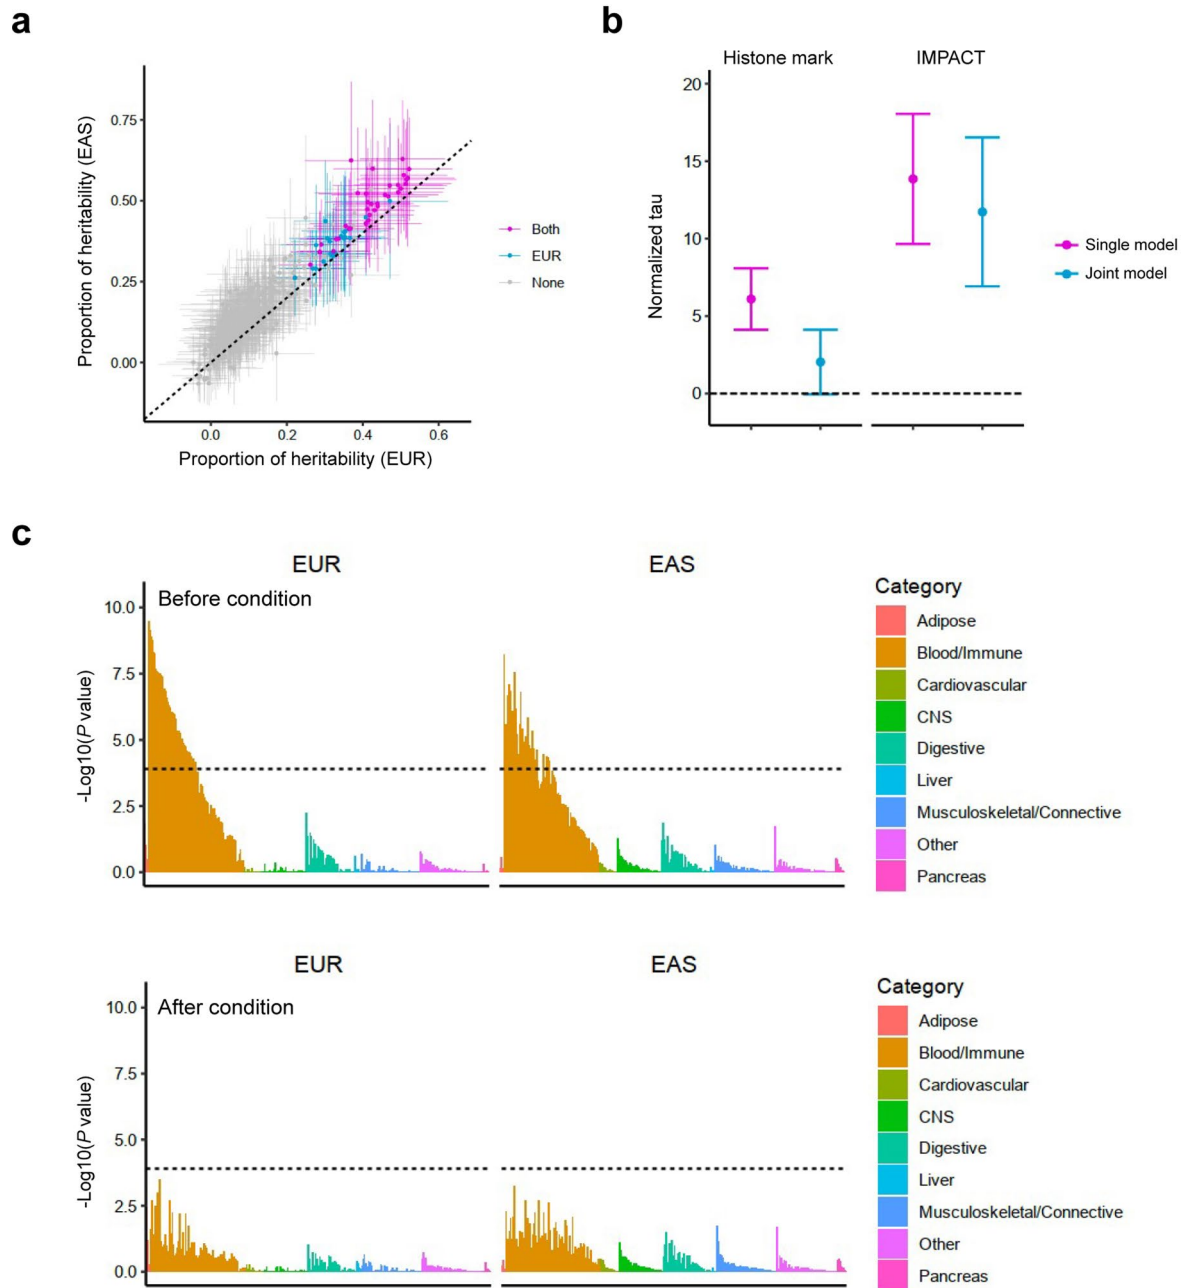 a
Proportion of heritability (EAS)
0.75
0.50
0.25
0.00
0.0 0.2 0.4 0.6
Proportion of heritability (EUR)
Both
EUR
None
b
Histone mark IMPACT
Normalized tau
20
15
10
5
0
Single model
Joint model
c
EUR EAS
Before condition
-Log10(P value)
10.0
7.5
5.0
2.5
0.0
Category
Adipose
Blood/Immune
Cardiovascular
CNS
Digestive
Liver
Musculoskeletal/Connective
Other
Pancreas
EUR EAS
After condition
-Log10(P value)
10.0
7.5
5.0
2.5
0.0
Category
Adipose
Blood/Immune
Cardiovascular
CNS
Digestive
Liver
Musculoskeletal/Connective
Other
Pancreas